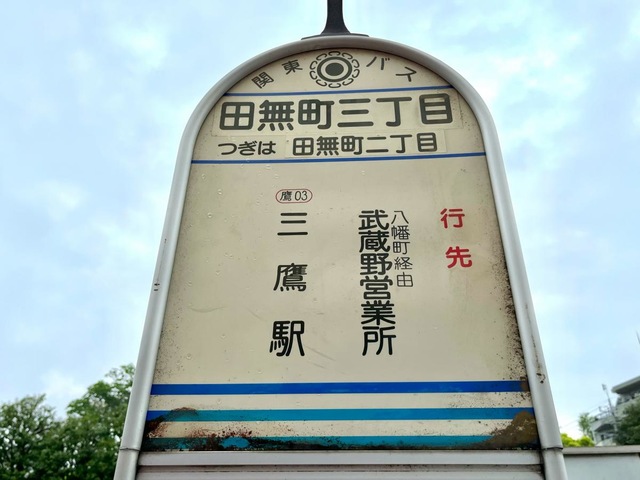 関東バス
田無町三丁目
つぎは 田無町二丁目
行先
八幡町経由
武蔵野営業所
鷹03
三鷹駅